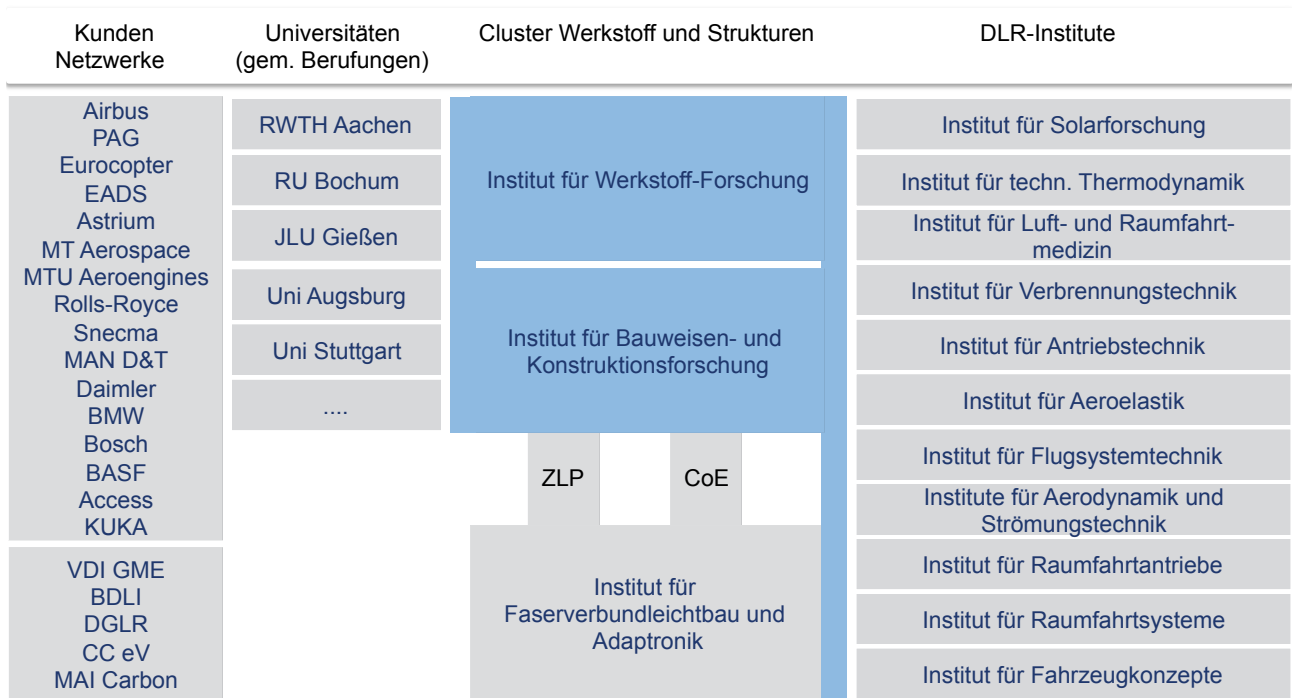 Kunden
Netzwerke
Universitäten
(gem. Berufungen)
Cluster Werkstoff und Strukturen
DLR-Institute
Airbus
PAG
Eurocopter
EADS
Astrium
MT Aerospace
MTU Aeroengines
Rolls-Royce
Snecma
MAN D&T
Daimler
BMW
Bosch
BASF
Access
KUKA
VDI GME
BDLI
DGLR
CC eV
MAI Carbon
RWTH Aachen
RU Bochum
JLU Gießen
Uni Augsburg
Uni Stuttgart
....
Institut für Werkstoff-Forschung
Institut für Bauweisen- und
Konstruktionsforschung
ZLP
CoE
Institut für
Faserverbundleichtbau und
Adaptronik
Institut für Solarforschung
Institut für techn. Thermodynamik
Institut für Luft- und Raumfahrt-
medizin
Institut für Verbrennungstechnik
Institut für Antriebstechnik
Institut für Aeroelastik
Institut für Flugsystemtechnik
Institute für Aerodynamik und
Strömungstechnik
Institut für Raumfahrtantriebe
Institut für Raumfahrtsysteme
Institut für Fahrzeugkonzepte